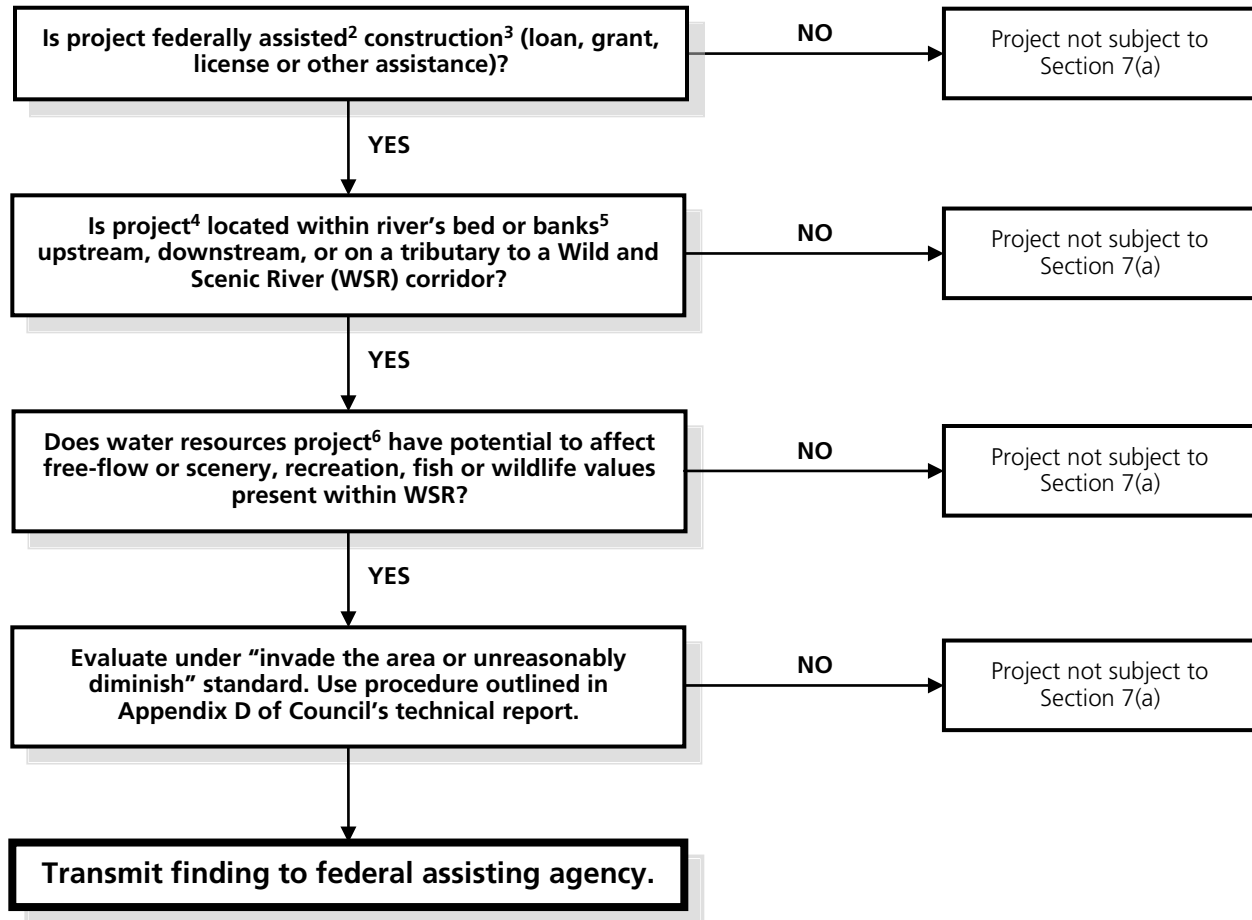 Is project federally assisted² construction³ (loan, grant,
license or other assistance)?
NO
Project not subject to
Section 7(a)
YES
Is project⁴ located within river's bed or banks⁵
upstream, downstream, or on a tributary to a Wild and
Scenic River (WSR) corridor?
NO
Project not subject to
Section 7(a)
YES
Does water resources project⁶ have potential to affect
free-flow or scenery, recreation, fish or wildlife values
present within WSR?
NO
Project not subject to
Section 7(a)
YES
Evaluate under “invade the area or unreasonably
diminish” standard. Use procedure outlined in
Appendix D of Council's technical report.
NO
Project not subject to
Section 7(a)
Transmit finding to federal assisting agency.